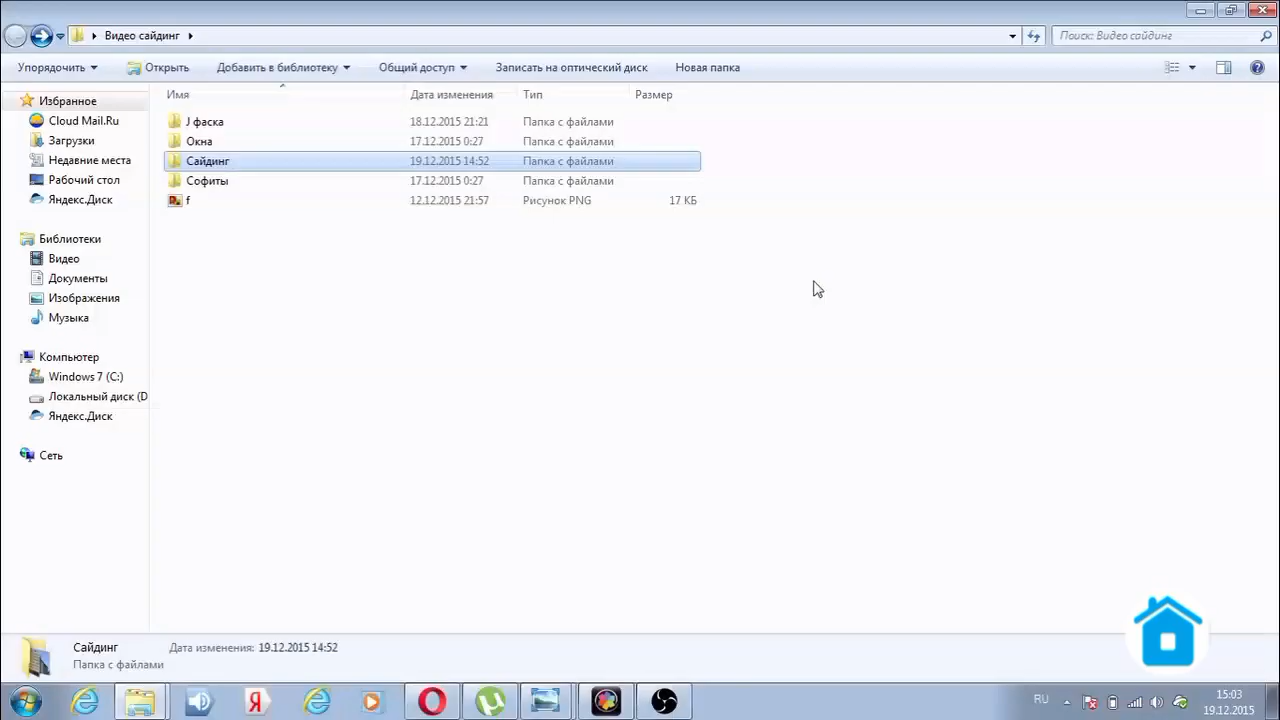 Видео сайдинг
Поиск: Видео сайдинг
Упорядочить Открыть Добавить в библиотеку Общий доступ Записать на оптический диск Новая папка
Имя Дата изменения Тип Размер
Избранное
Cloud Mail.Ru
Загрузки
Недавние места
Рабочий стол
Яндекс.Диск
Библиотеки
Видео
Документы
Изображения
Музыка
Компьютер
Windows 7 (C:)
Локальный диск (D
Яндекс.Диск
Сеть
J фаска 18.12.2015 21:21 Папка с файлами
Окна 17.12.2015 0:27 Папка с файлами
Сайдинг 19.12.2015 14:52 Папка с файлами
Софиты 17.12.2015 0:27 Папка с файлами
f 12.12.2015 21:57 Рисунок PNG 17 КБ
Сайдинг Дата изменения: 19.12.2015 14:52
Папка с файлами
RU
15:03
19.12.2015